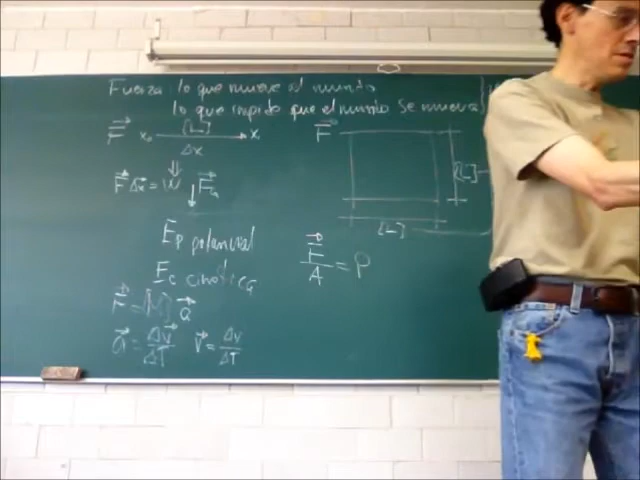 Fuerza: lo que mueve el mundo
lo que impide que el mundo se mueva
F⃗ x₀ [L] x
Δx
F⃗ Δx⃗ = W F⃗
Ep potencial
Ec cinética
F⃗ = [M] a⃗
a⃗ = Δv⃗/ΔT v⃗ = Δv/ΔT
F⃗
[L]
[L]
F⃗/A = P